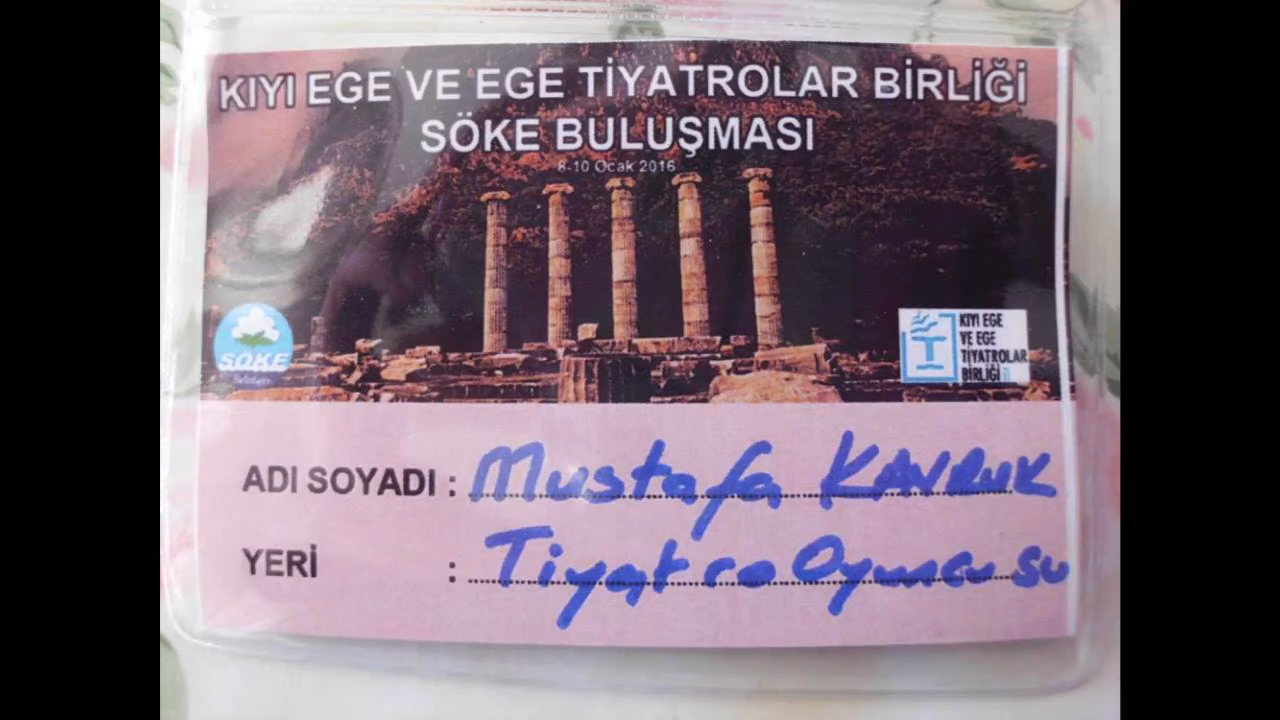 KIYI EGE VE EGE TİYATROLAR BİRLİĞİ
SÖKE BULUŞMASI
8-10 Ocak 2016
SÖKE
KIYI EGE
VE EGE
TİYATROLAR
BİRLİĞİ
ADI SOYADI : Mustafa KAVRUK
YERİ : Tiyatro Oyuncusu